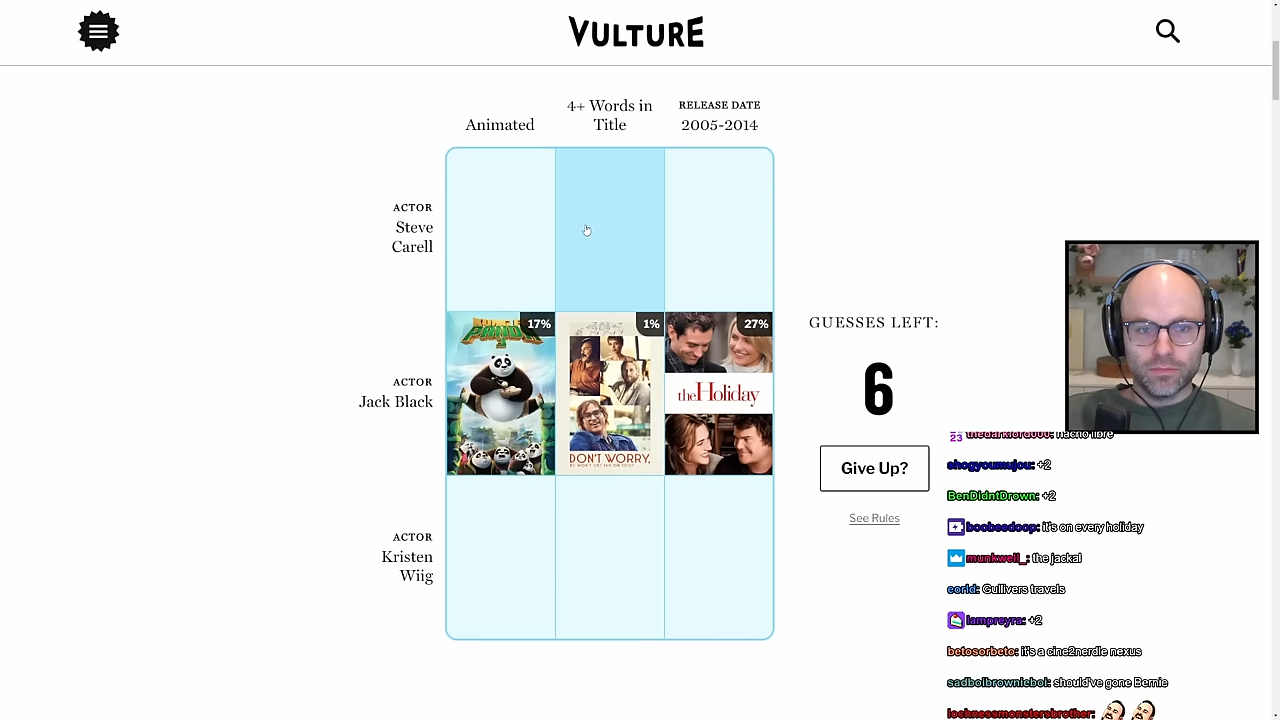 VULTURE
Animated
4+ Words in
Title
RELEASE DATE
2005-2014
ACTOR
Steve
Carell
17%
1%
27%
DON'T WORRY,
the Holiday
ACTOR
Jack Black
ACTOR
Kristen
Wiig
GUESSES LEFT:
6
Give Up?
See Rules
23 thedarklord000: nacho libre
shogyoumujou: +2
BenDidntDrown: +2
boobeedoop: it's on every holiday
munkwell_: the jackal
eorld: Gullivers travels
lampreyra: +2
betosorbeto: it's a cine2nerdle nexus
sadboibrownieboi: should've gone Bernie
lochnessmonstersbrother: